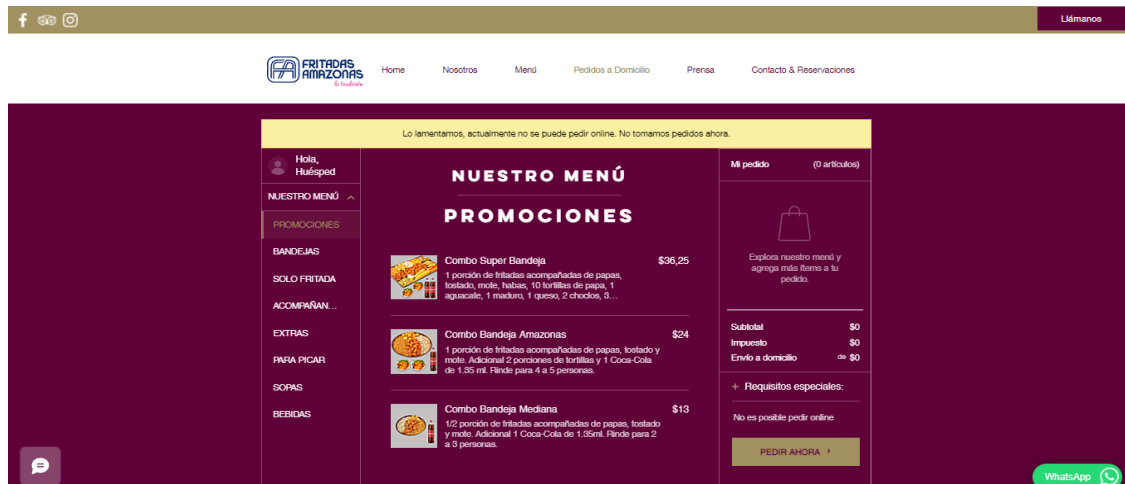 Llámanos
FRITADAS
AMAZONAS
la tradición
Home Nosotros Menú Pedidos a Domicilio Prensa Contacto & Reservaciones
Lo lamentamos, actualmente no se puede pedir online. No tomamos pedidos ahora.
Hola,
Huésped
NUESTRO MENÚ
PROMOCIONES
BANDEJAS
SOLO FRITADA
ACOMPAÑAN...
EXTRAS
PARA PICAR
SOPAS
BEBIDAS
NUESTRO MENÚ
PROMOCIONES
Combo Super Bandeja $36,25
1 porción de fritadas acompañadas de papas,
tostado, mote, habas, 10 tortillas de papa, 1
aguacate, 1 maduro, 1 queso, 2 choclos, 3...
Combo Bandeja Amazonas $24
1 porción de fritadas acompañadas de papas, tostado y
mote. Adicional 2 porciones de tortillas y 1 Coca-Cola
de 1.35 ml. Rinde para 4 a 5 personas.
Combo Bandeja Mediana $13
1/2 porción de fritadas acompañadas de papas, tostado
y mote. Adicional 1 Coca-Cola de 1.35ml. Rinde para 2
a 3 personas.
Mi pedido (0 artículos)
Explora nuestro menú y
agrega más ítems a tu
pedido.
Subtotal $0
Impuesto $0
Envío a domicilio de $0
+ Requisitos especiales:
No es posible pedir online
PEDIR AHORA >
WhatsApp